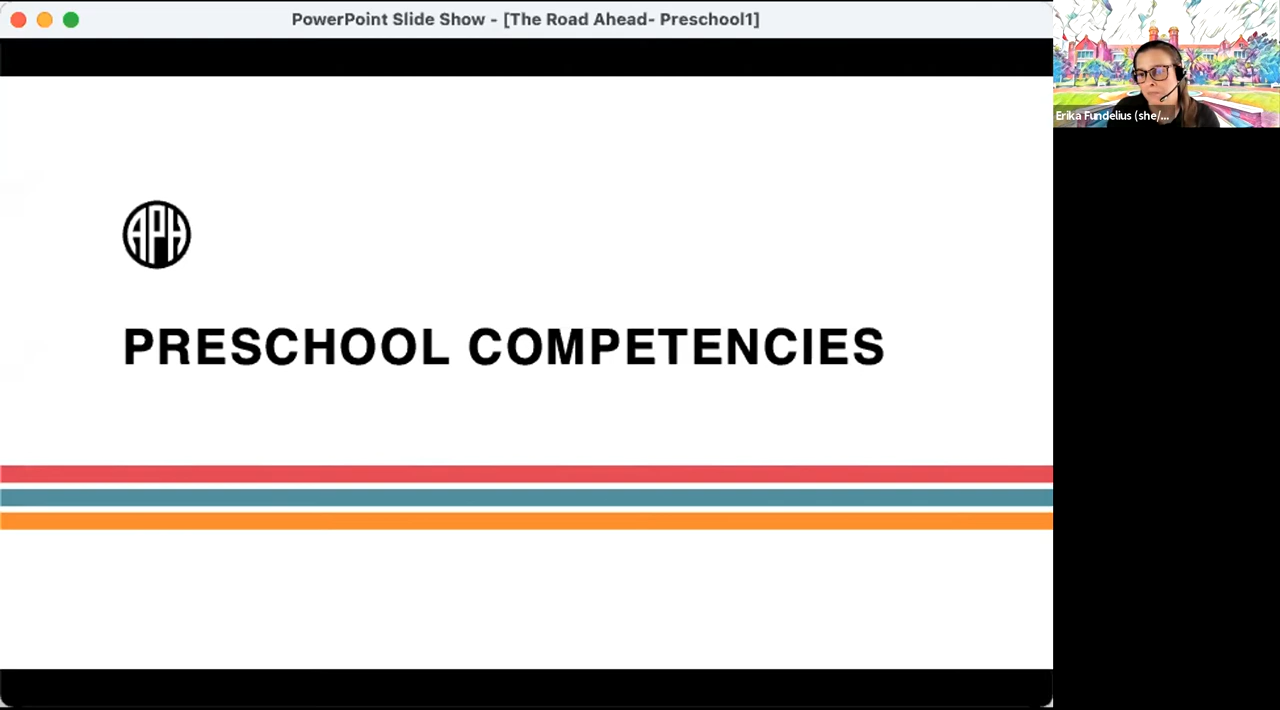 PowerPoint Slide Show - [The Road Ahead- Preschool1]
Erika Fundelius (she/...
APH
PRESCHOOL COMPETENCIES